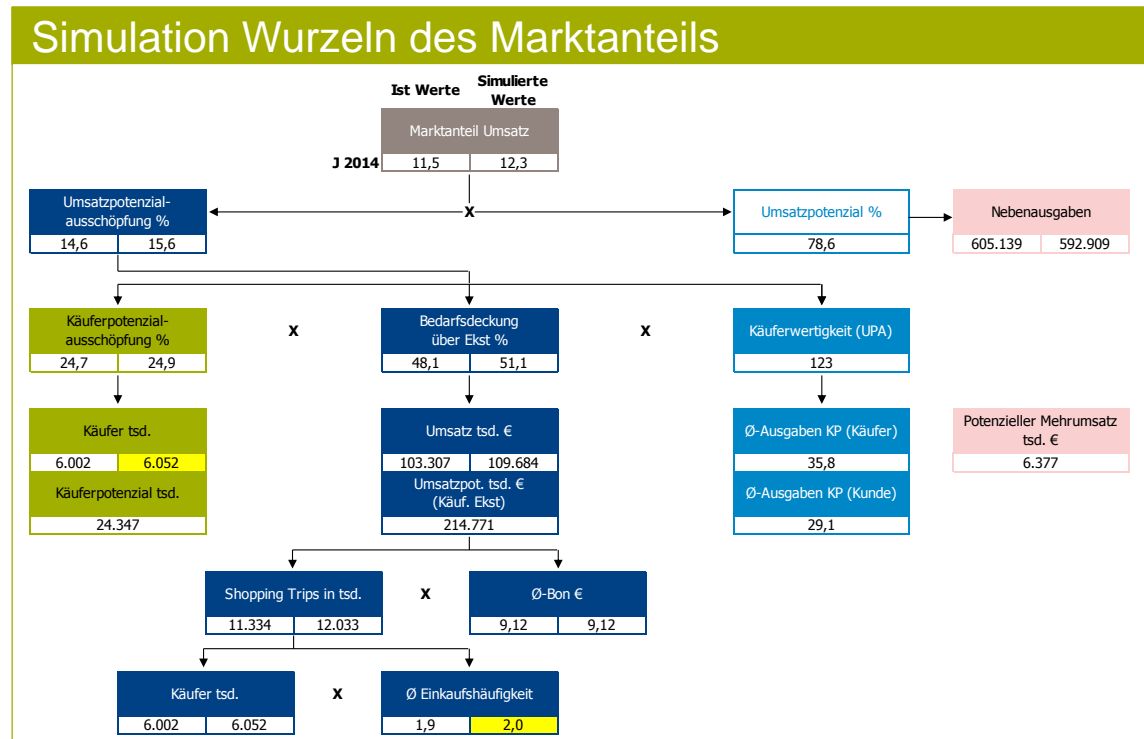 Simulation Wurzeln des Marktanteils
Ist Werte
Simulierte
Werte
Marktanteil Umsatz
J 2014
11,5
12,3
Umsatzpotenzial-
ausschöpfung %
14,6
15,6
X
Umsatzpotenzial %
78,6
Nebenausgaben
605.139
592.909
Käuferpotenzial-
ausschöpfung %
24,7
24,9
X
Bedarfsdeckung
über Ekst %
48,1
51,1
X
Käuferwertigkeit (UPA)
123
Käufer tsd.
6.002
6.052
Käuferpotenzial tsd.
24.347
Umsatz tsd. €
103.307
109.684
Umsatzpot. tsd. €
(Käuf. Ekst)
214.771
Ø-Ausgaben KP (Käufer)
35,8
Ø-Ausgaben KP (Kunde)
29,1
Potenzieller Mehrumsatz
tsd. €
6.377
Shopping Trips in tsd.
11.334
12.033
X
Ø-Bon €
9,12
9,12
Käufer tsd.
6.002
6.052
X
Ø Einkaufshäufigkeit
1,9
2,0